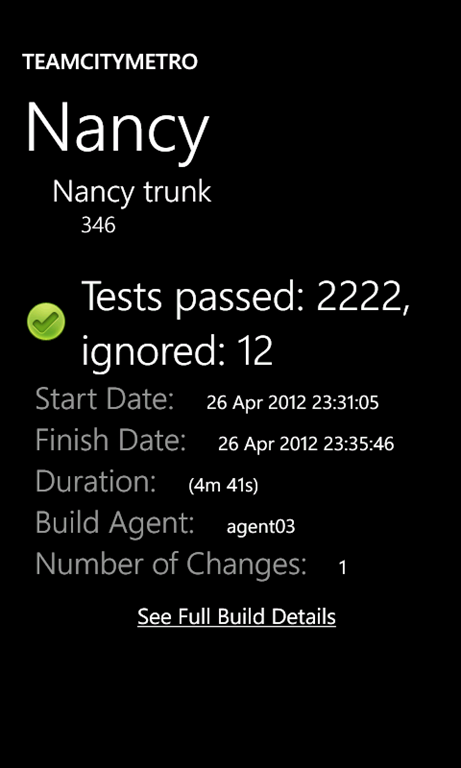 TEAMCITYMETRO
Nancy
Nancy trunk
346
Tests passed: 2222,
ignored: 12
Start Date: 26 Apr 2012 23:31:05
Finish Date: 26 Apr 2012 23:35:46
Duration: (4m 41s)
Build Agent: agent03
Number of Changes: 1
See Full Build Details